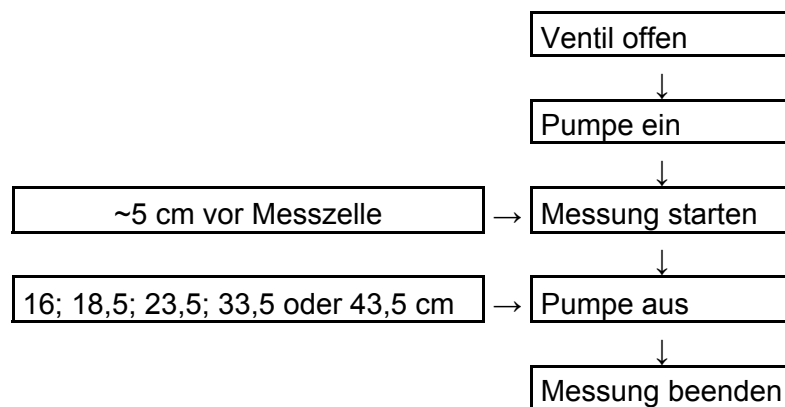 Ventil offen
↓
Pumpe ein
↓
~5 cm vor Messzelle → Messung starten
↓
16; 18,5; 23,5; 33,5 oder 43,5 cm → Pumpe aus
↓
Messung beenden